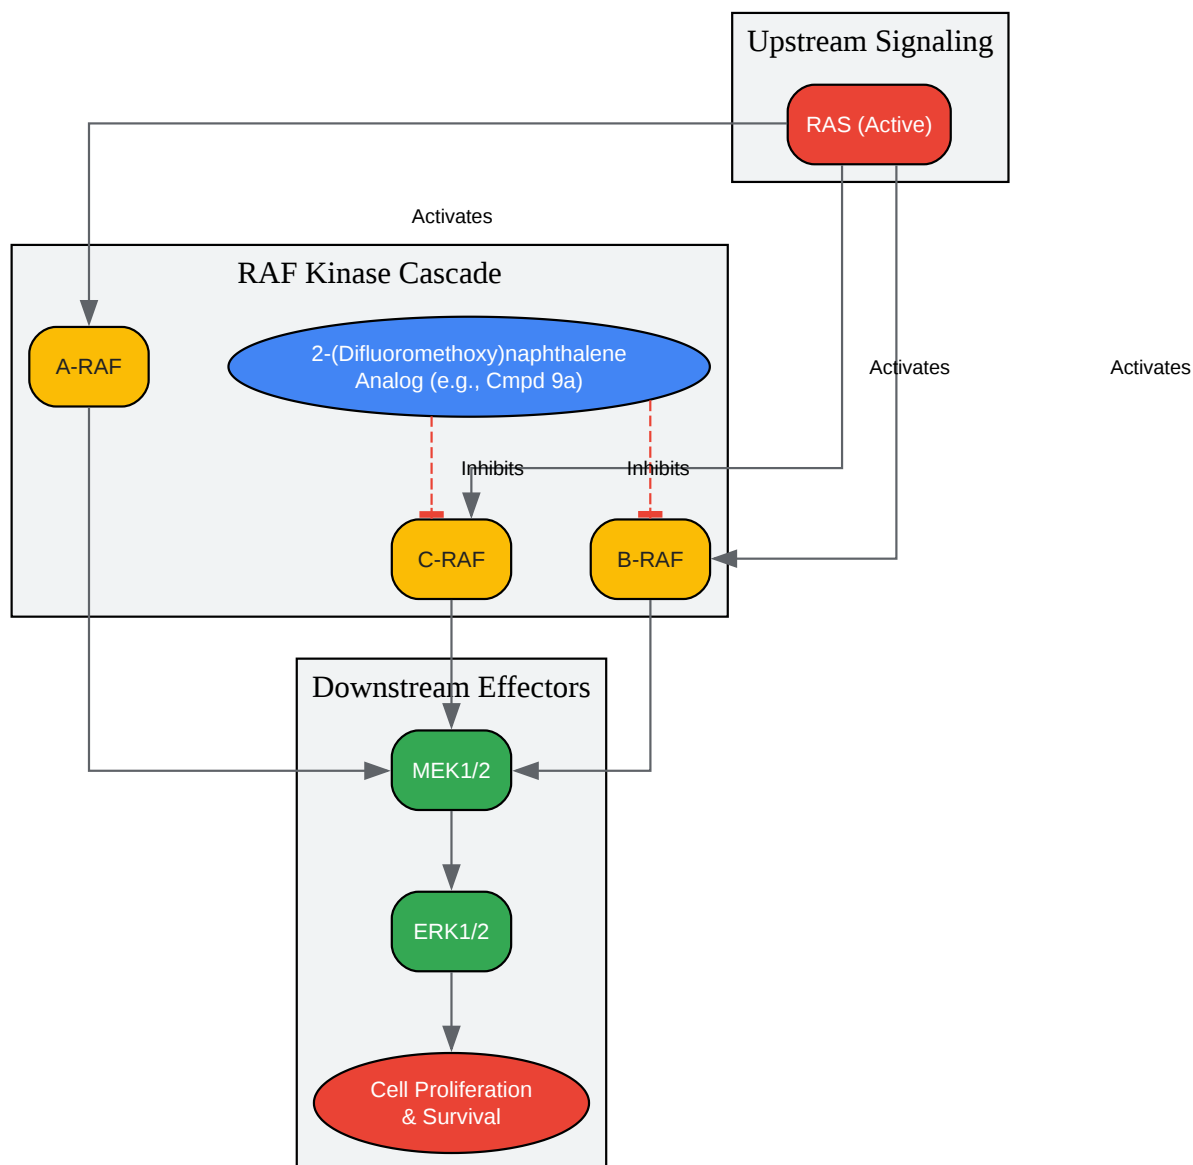 Upstream Signaling
RAS (Active)
Activates
RAF Kinase Cascade
A-RAF
2-(Difluoromethoxy)naphthalene
Analog (e.g., Cmpd 9a)
Activates
Activates
Inhibits
Inhibits
C-RAF
B-RAF
Downstream Effectors
MEK1/2
ERK1/2
Cell Proliferation
& Survival